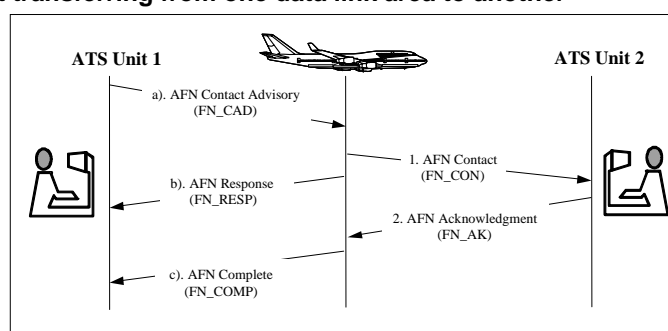 transferring from one data link area to another
ATS Unit 1
ATS Unit 2
a). AFN Contact Advisory
(FN_CAD)
1. AFN Contact
(FN_CON)
b). AFN Response
(FN_RESP)
2. AFN Acknowledgment
(FN_AK)
c). AFN Complete
(FN_COMP)